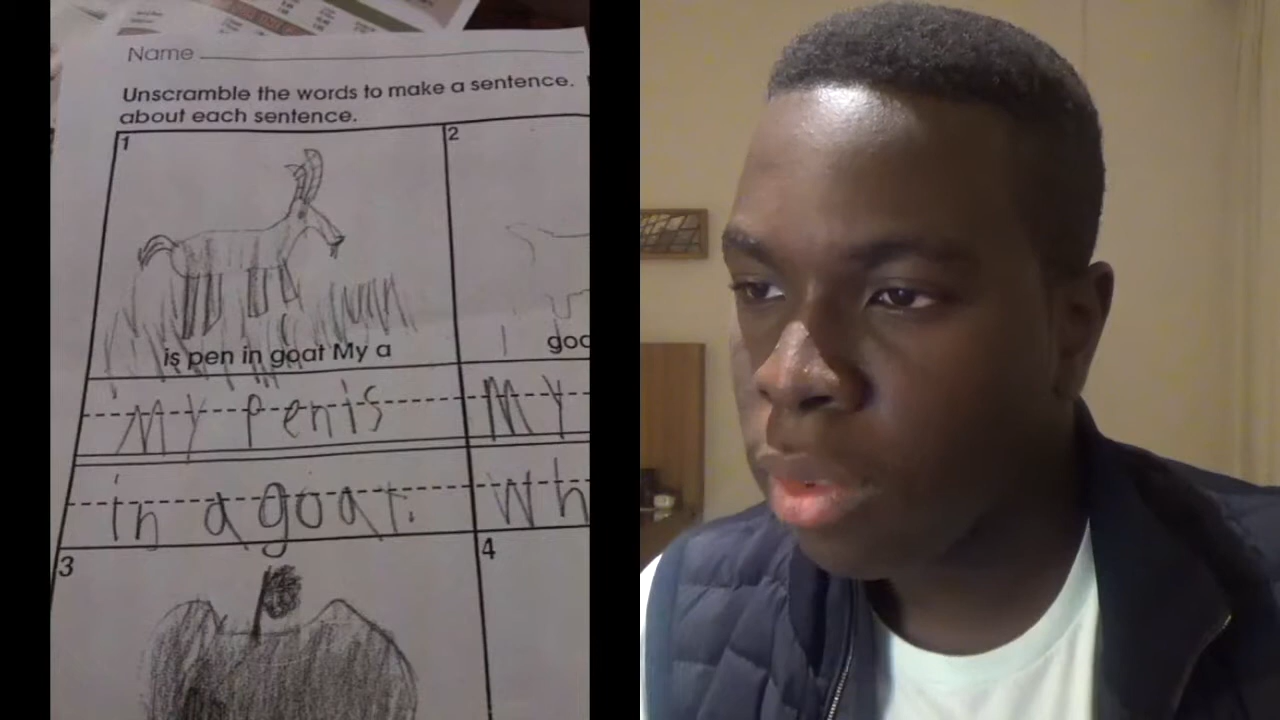 Name
Unscramble the words to make a sentence.
about each sentence.
1
2
is pen in goat My a
My Penis
My
in a goat.
Wh
3
4